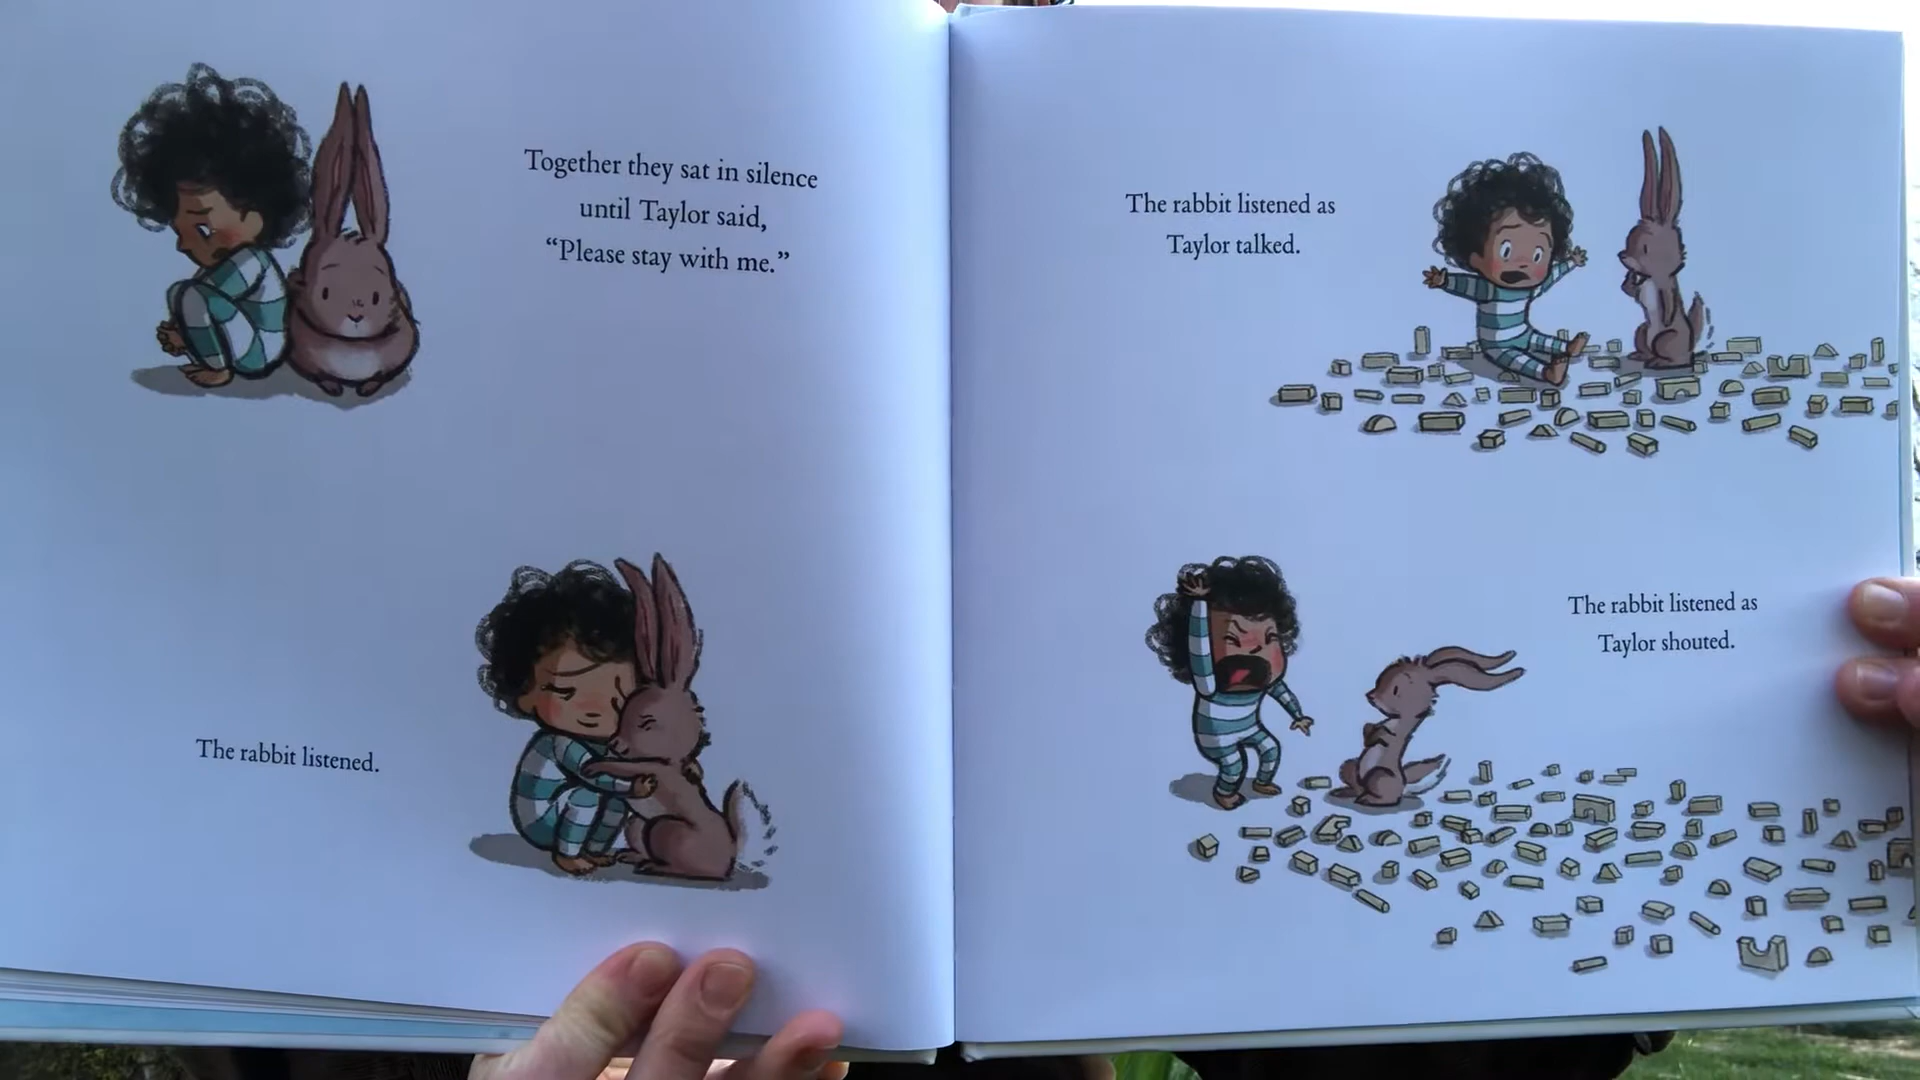 Together they sat in silence
until Taylor said,
“Please stay with me.”
The rabbit listened.
The rabbit listened as
Taylor talked.
The rabbit listened as
Taylor shouted.